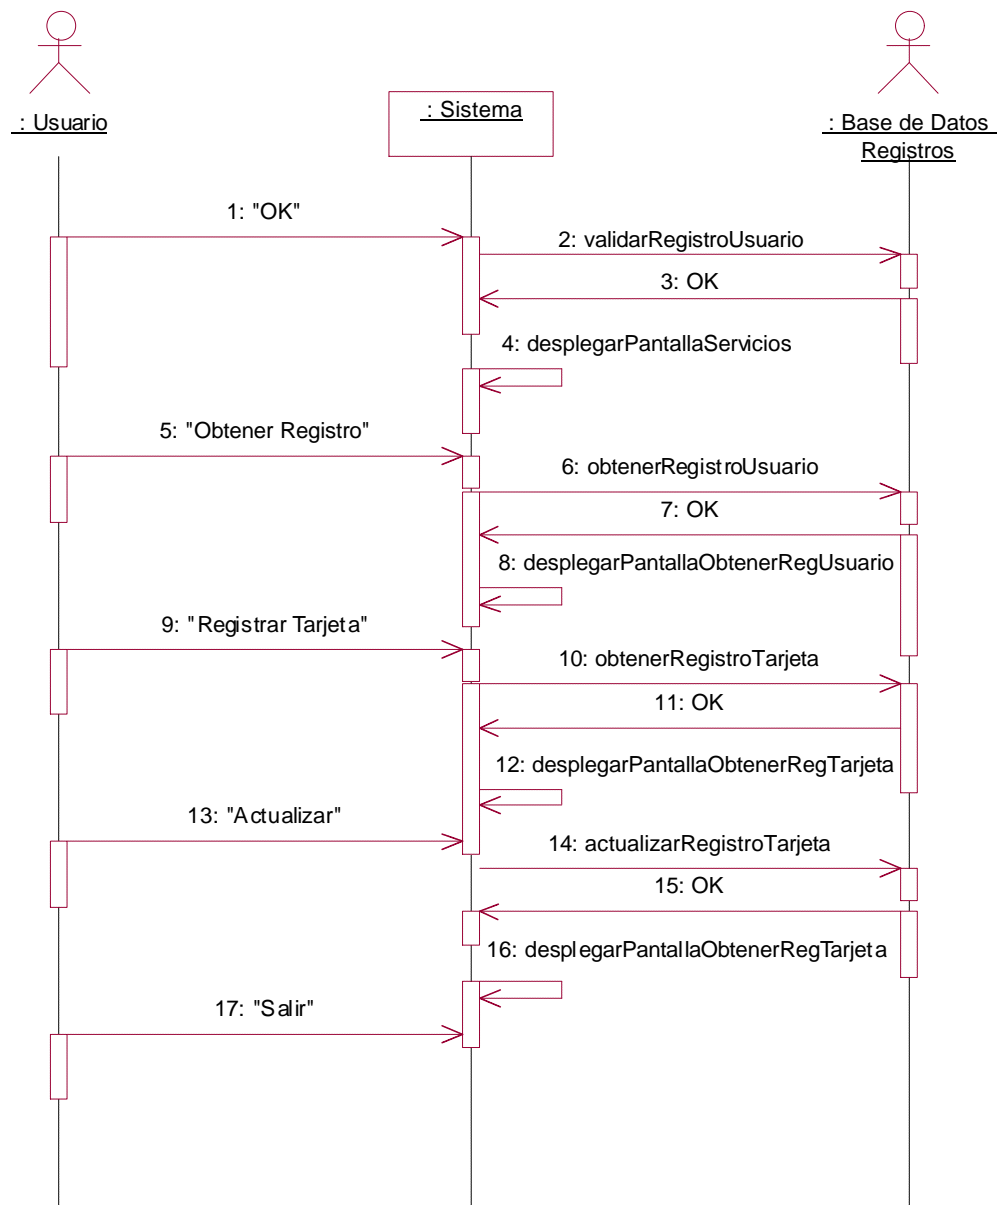 : Usuario
: Sistema
: Base de Datos
Registros
1: "OK"
2: validarRegistroUsuario
3: OK
4: desplegarPantallaServicios
5: "Obtener Registro"
6: obtenerRegistroUsuario
7: OK
8: desplegarPantallaObtenerRegUsuario
9: "Registrar Tarjeta"
10: obtenerRegistroTarjeta
11: OK
12: desplegarPantallaObtenerRegTarjeta
13: "Actualizar"
14: actualizarRegistroTarjeta
15: OK
16: desplegarPantallaObtenerRegTarjeta
17: "Salir"